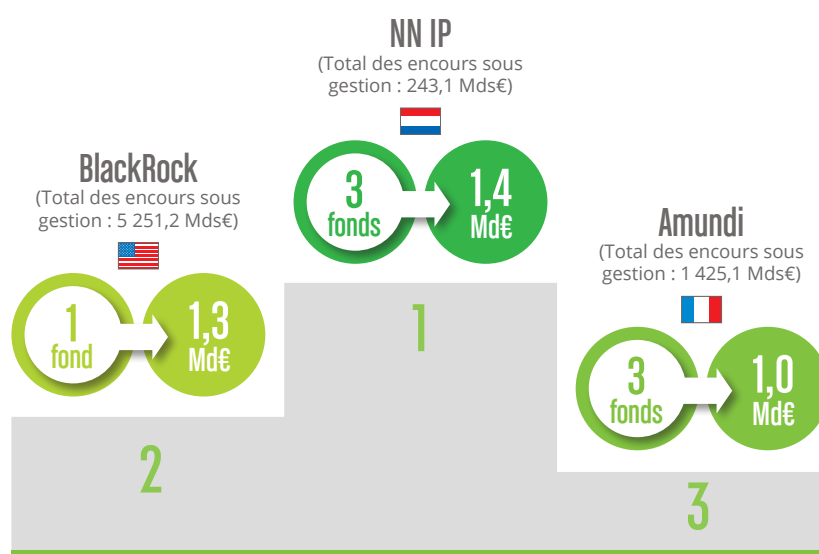 NN IP
(Total des encours sous
gestion : 243,1 Mds€)
3
fonds
1,4
Md€
1
BlackRock
(Total des encours sous
gestion : 5 251,2 Mds€)
1
fond
1,3
Md€
2
Amundi
(Total des encours sous
gestion : 1 425,1 Mds€)
3
fonds
1,0
Md€
3